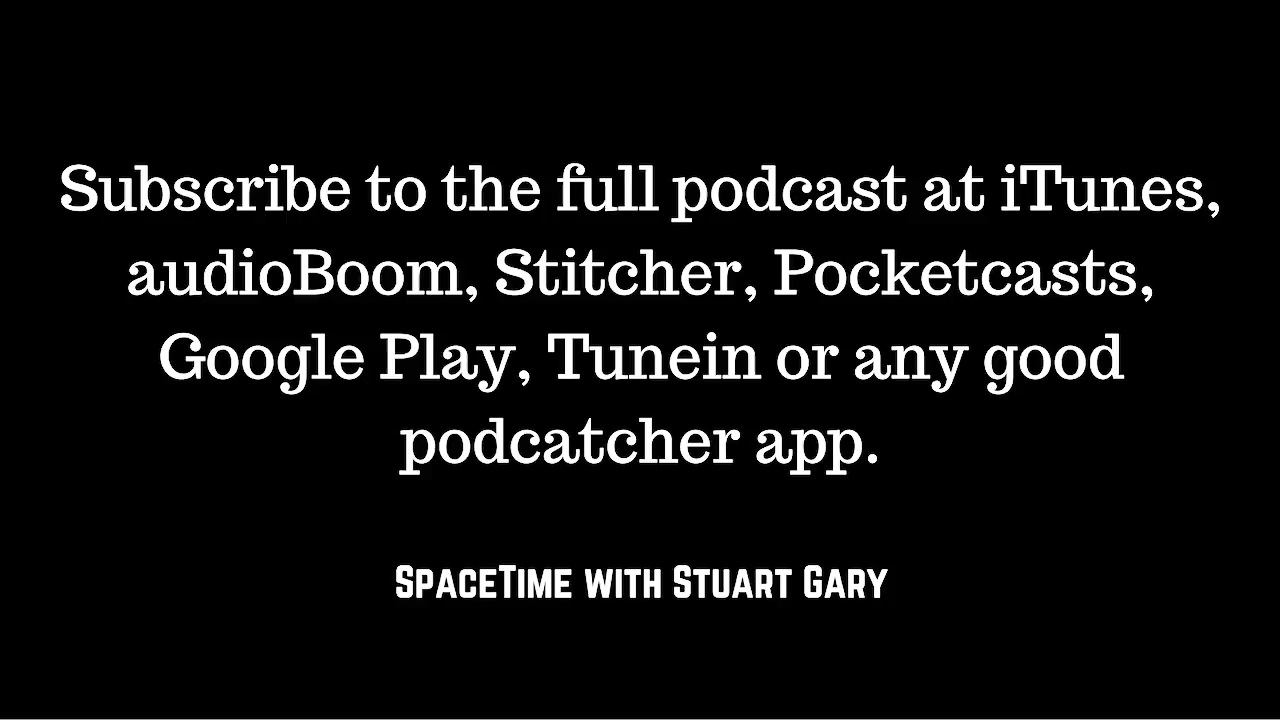 Subscribe to the full podcast at iTunes,
audioBoom, Stitcher, Pocketcasts,
Google Play, Tunein or any good
podcatcher app.
SpaceTime with Stuart Gary